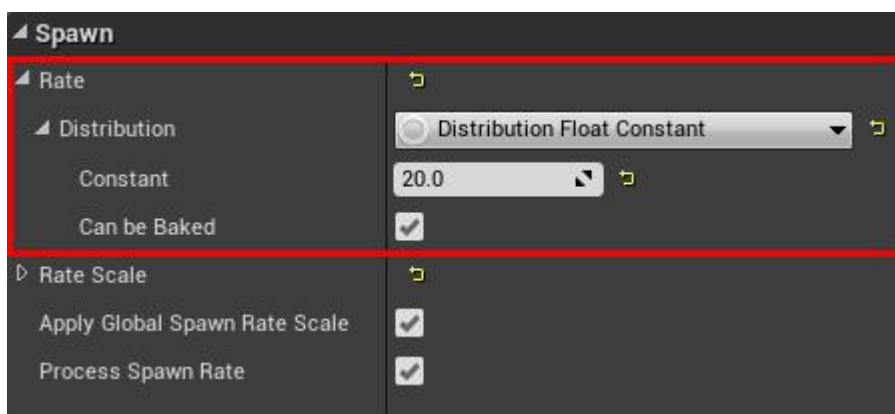 Spawn
Rate
Distribution Distribution Float Constant
Constant 20.0
Can be Baked
Rate Scale
Apply Global Spawn Rate Scale
Process Spawn Rate